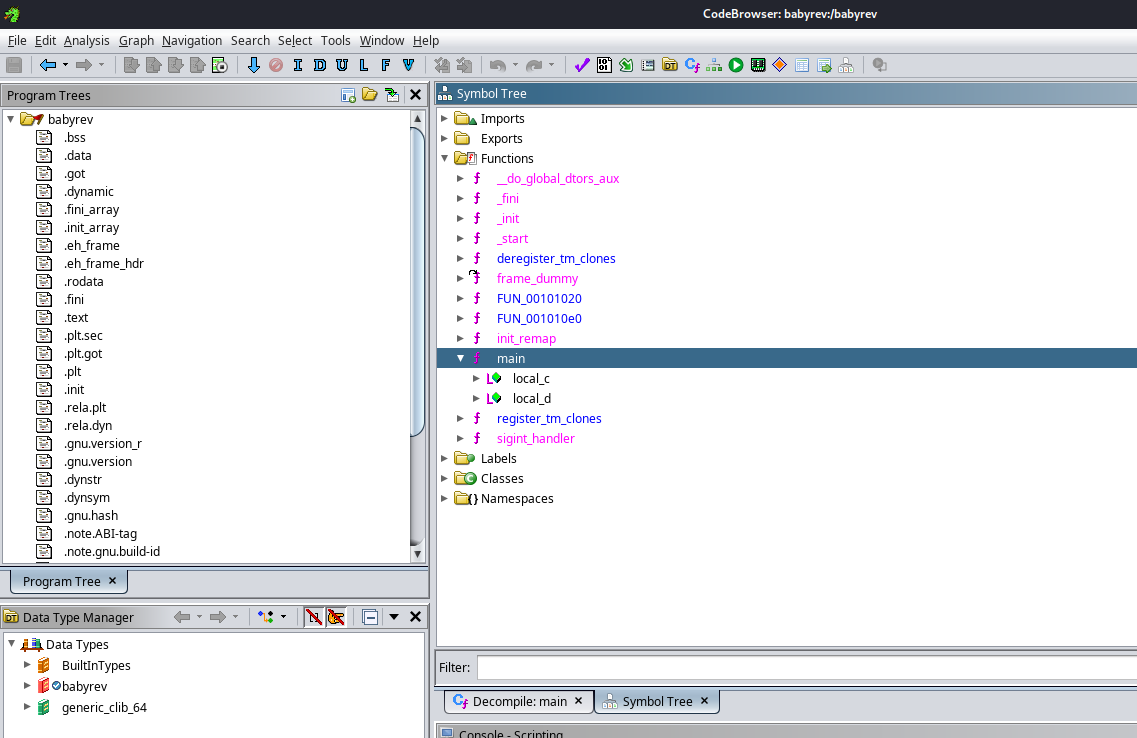 CodeBrowser: babyrev:/babyrev
File Edit Analysis Graph Navigation Search Select Tools Window Help
I D U L F V
Program Trees
babyrev
.bss
.data
.got
.dynamic
.fini_array
.init_array
.eh_frame
.eh_frame_hdr
.rodata
.fini
.text
.plt.sec
.plt.got
.plt
.init
.rela.plt
.rela.dyn
.gnu.version_r
.gnu.version
.dynstr
.dynsym
.gnu.hash
.note.ABI-tag
.note.gnu.build-id
Program Tree
Data Type Manager
Data Types
BuiltInTypes
babyrev
generic_clib_64
Symbol Tree
Imports
Exports
Functions
__do_global_dtors_aux
_fini
_init
_start
deregister_tm_clones
frame_dummy
FUN_00101020
FUN_001010e0
init_remap
main
local_c
local_d
register_tm_clones
sigint_handler
Labels
Classes
Namespaces
Filter:
Decompile: main
Symbol Tree
Console - Scripting